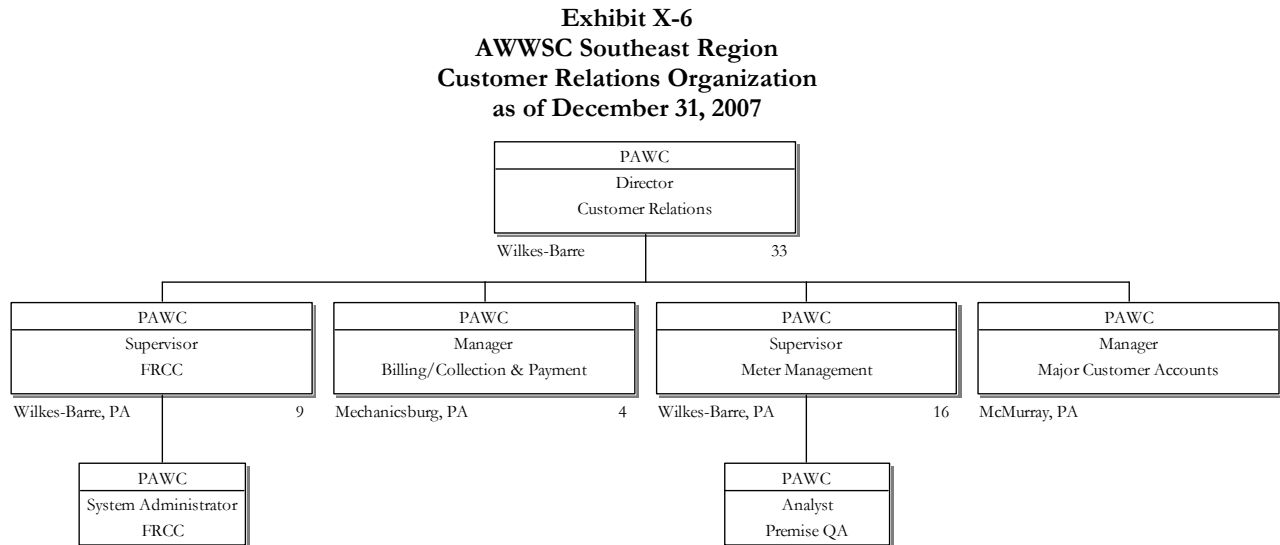 Exhibit X-6
AWWSC Southeast Region
Customer Relations Organization
as of December 31, 2007
PAWC
Director
Customer Relations
Wilkes-Barre 33
PAWC
Supervisor
FRCC
Wilkes-Barre, PA 9
PAWC
Manager
Billing/Collection & Payment
Mechanicsburg, PA 4
PAWC
Supervisor
Meter Management
Wilkes-Barre, PA 16
PAWC
Manager
Major Customer Accounts
McMurray, PA
PAWC
System Administrator
FRCC
PAWC
Analyst
Premise QA